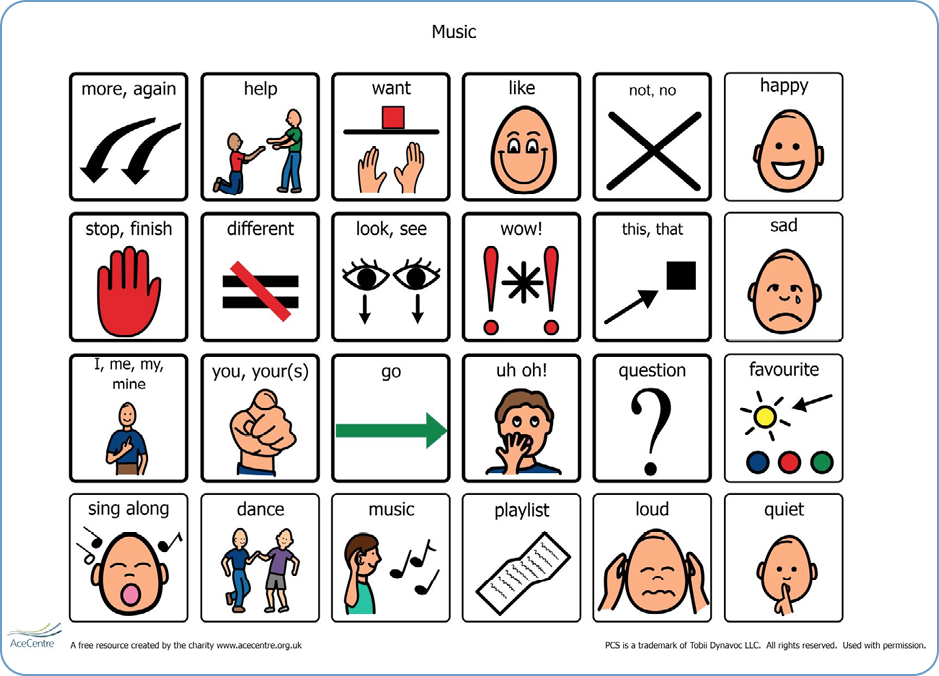 Music
more, again
help
want
like
not, no
happy
stop, finish
different
look, see
wow!
this, that
sad
I, me, my,
mine
you, your(s)
go
uh oh!
question
favourite
sing along
dance
music
playlist
loud
quiet
AceCentre
A free resource created by the charity www.acecentre.org.uk
PCS is a trademark of Tobii Dynavox LLC. All rights reserved. Used with permission.